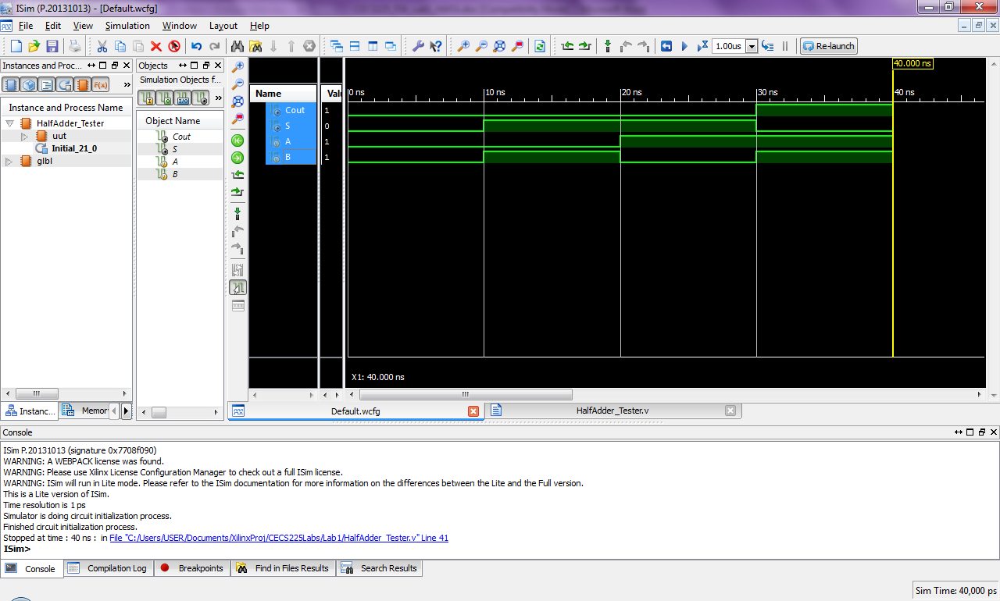 ISim (P.20131013) - [Default.wcfg]
File Edit View Simulation Window Layout Help
1.00us Re-launch
Instances and Proc...
F(x)
»
Instance and Process Name
HalfAdder_Tester
uut
Initial_21_0
glbl
Instanc...
Memor
Objects
Simulation Objects f...
»
Object Name
Cout
S
A
B
Name Valu
Cout 1
S 0
A 1
B 1
40.000 ns
0 ns 10 ns 20 ns 30 ns 40 ns
X1: 40.000 ns
Default.wcfg HalfAdder_Tester.v
Console
ISim P.20131013 (signature 0x7708f090)
WARNING: A WEBPACK license was found.
WARNING: Please use Xilinx License Configuration Manager to check out a full ISim license.
WARNING: ISim will run in Lite mode. Please refer to the ISim documentation for more information on the differences between the Lite and the Full version.
This is a Lite version of ISim.
Time resolution is 1 ps
Simulator is doing circuit initialization process.
Finished circuit initialization process.
Stopped at time : 40 ns : in File "C:/Users/USER/Documents/XilinxProj/CECS225Labs/Lab1/HalfAdder_Tester.v" Line 41
ISim>
Console Compilation Log Breakpoints Find in Files Results Search Results
Sim Time: 40,000 ps